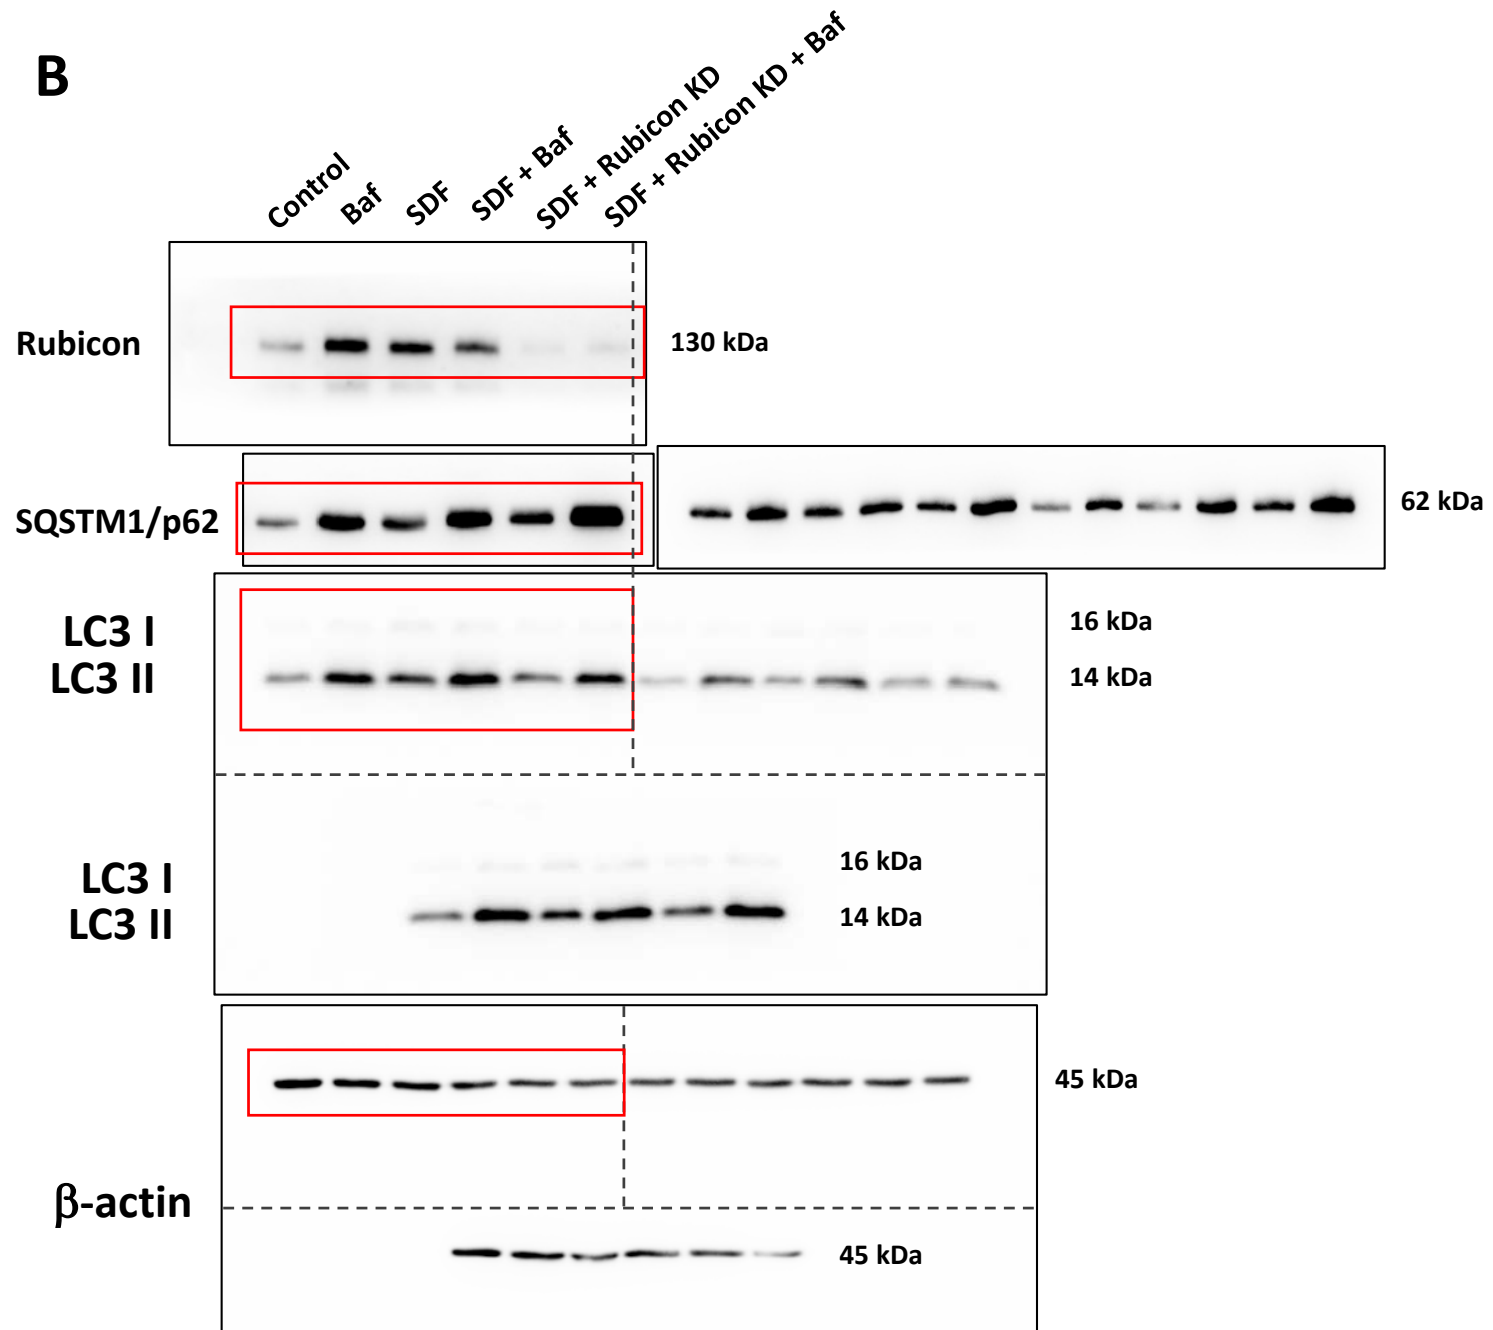 B
Control
Baf
SDF
SDF + Baf
SDF + Rubicon KD
SDF + Rubicon KD + Baf
Rubicon
130 kDa
SQSTM1/p62
62 kDa
LC3 I
16 kDa
LC3 II
14 kDa
LC3 I
16 kDa
LC3 II
14 kDa
45 kDa
β-actin
45 kDa